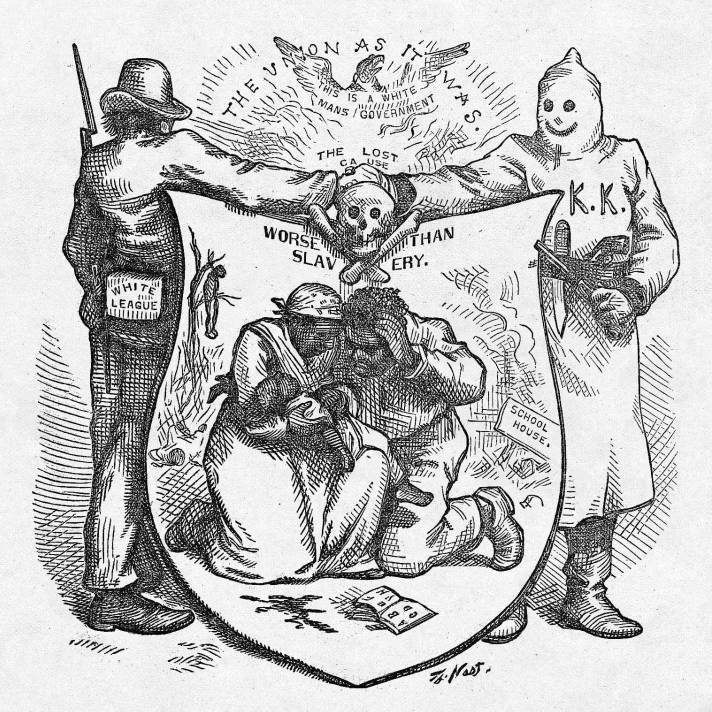 THE UNION AS IT WAS.
THIS IS A WHITE
MANS GOVERNMENT
THE LOST
CAUSE
WORSE THAN
SLAVERY.
K.K.
WHITE
LEAGUE
SCHOOL
HOUSE.
Th. Nast.